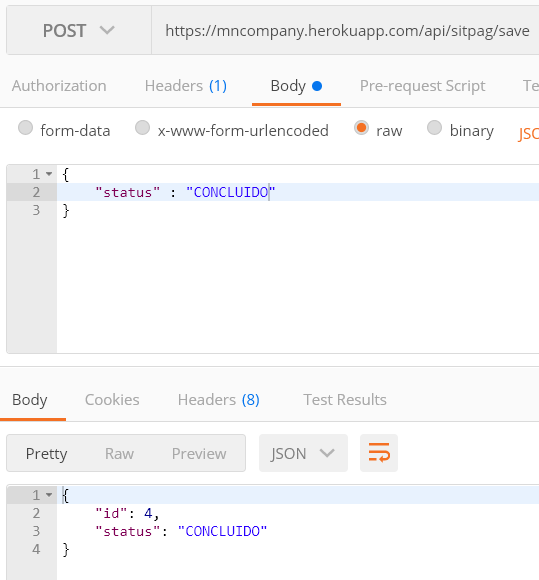 POST https://mncompany.herokuapp.com/api/sitpag/save
Authorization Headers (1) Body Pre-request Script Te
form-data x-www-form-urlencoded raw binary JSC
1 {
2 "status" : "CONCLUIDO"
3 }
Body Cookies Headers (8) Test Results
Pretty Raw Preview JSON
1 {
2 "id": 4,
3 "status": "CONCLUIDO"
4 }